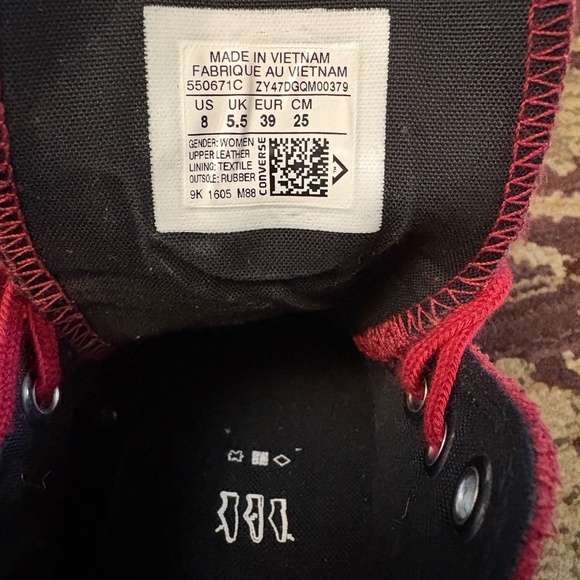 MADE IN VIETNAM
FABRIQUE AU VIETNAM
550671C ZY47DGQM00379
US UK EUR CM
8 5.5 39 25
GENDER: WOMEN
UPPER: LEATHER
LINING: TEXTILE
OUTSOLE: RUBBER
CONVERSE
9K 1605 M88